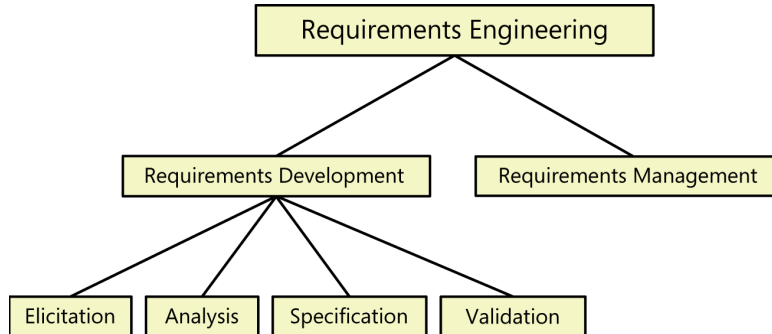 Requirements Engineering
Requirements Development
Requirements Management
Elicitation
Analysis
Specification
Validation